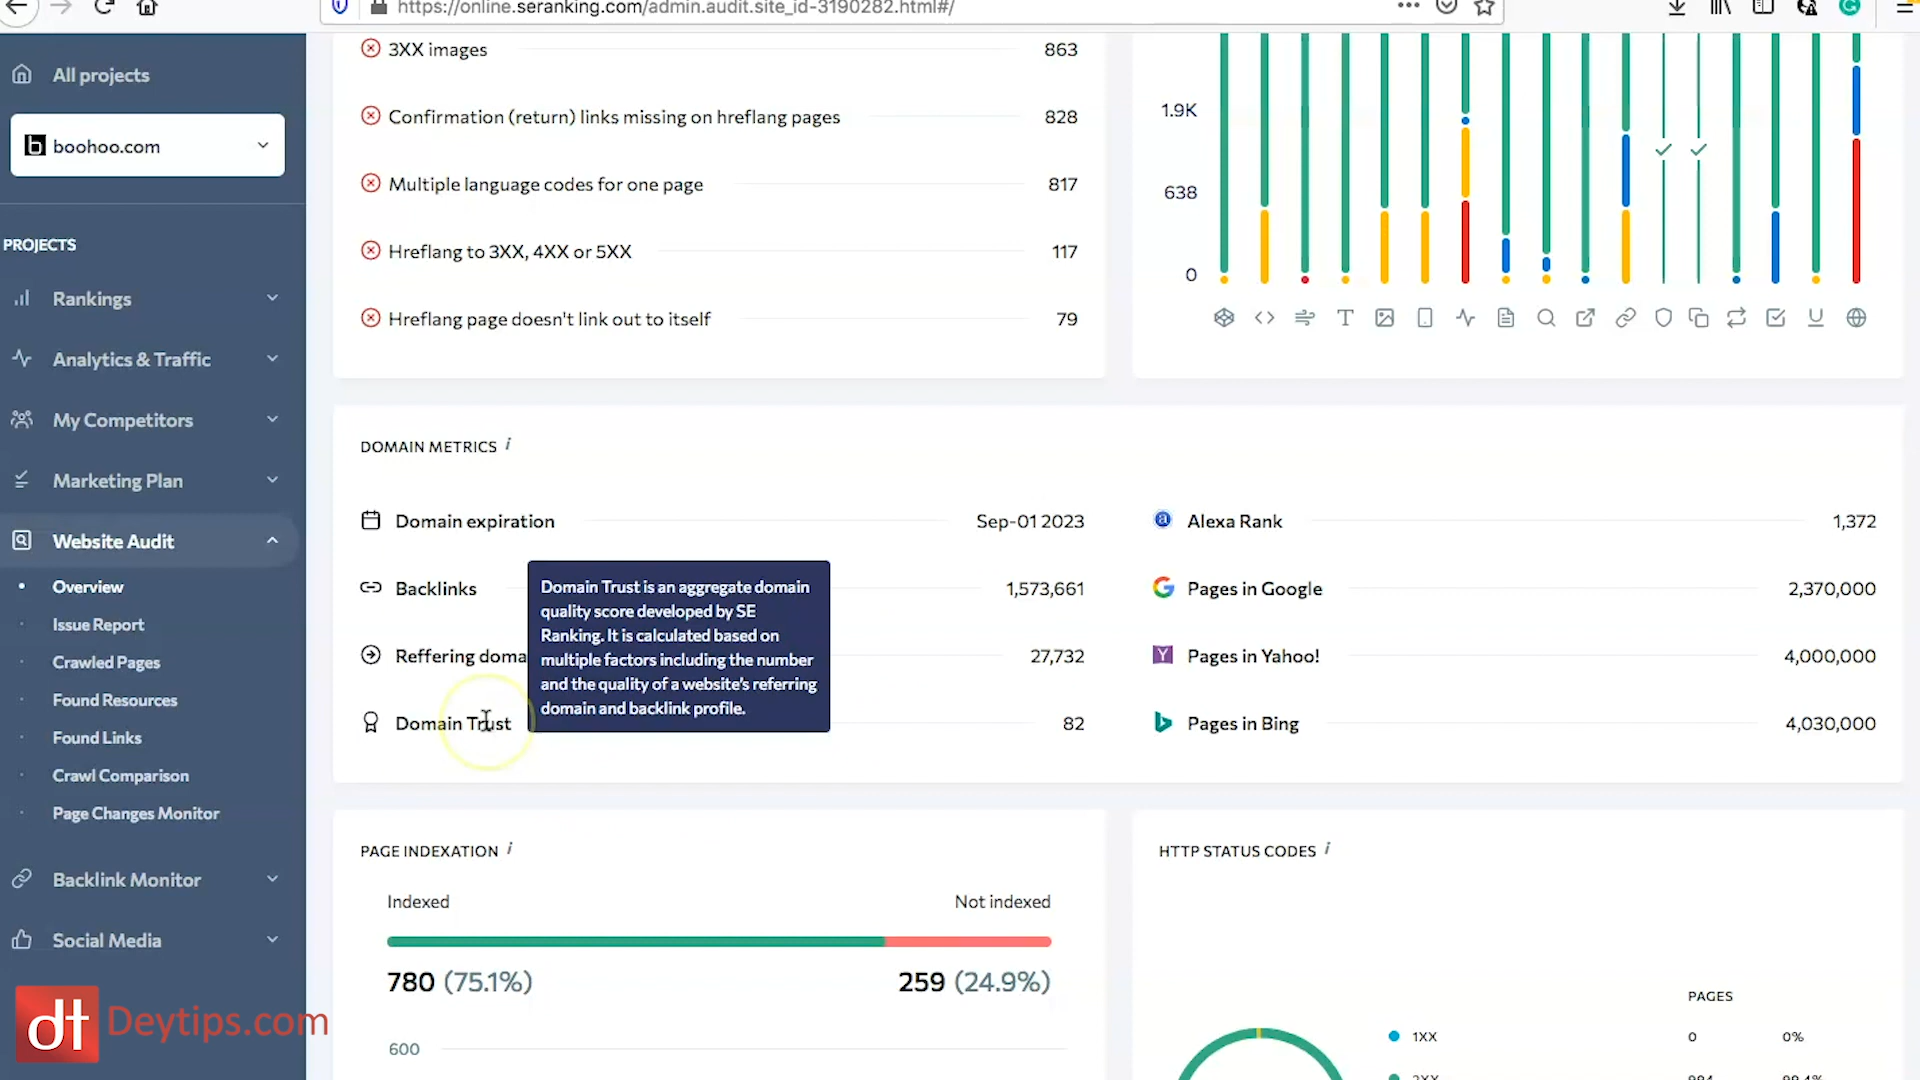 https://online.seranking.com/admin.audit.site_id-3190282.html#/
All projects
boohoo.com
PROJECTS
Rankings
Analytics & Traffic
My Competitors
Marketing Plan
Website Audit
Overview
Issue Report
Crawled Pages
Found Resources
Found Links
Crawl Comparison
Page Changes Monitor
Backlink Monitor
Social Media
dt Deytips.com
3XX images 863
Confirmation (return) links missing on hreflang pages 828
Multiple language codes for one page 817
Hreflang to 3XX, 4XX or 5XX 117
Hreflang page doesn't link out to itself 79
1.9K
638
0
DOMAIN METRICS i
Domain expiration Sep-01 2023
Backlinks 1,573,661
Reffering doma 27,732
Domain Trust 82
Domain Trust is an aggregate domain
quality score developed by SE
Ranking. It is calculated based on
multiple factors including the number
and the quality of a website's referring
domain and backlink profile.
Alexa Rank 1,372
Pages in Google 2,370,000
Pages in Yahoo! 4,000,000
Pages in Bing 4,030,000
PAGE INDEXATION i
Indexed Not indexed
780 (75.1%) 259 (24.9%)
600
HTTP STATUS CODES i
PAGES
1XX 0 0%